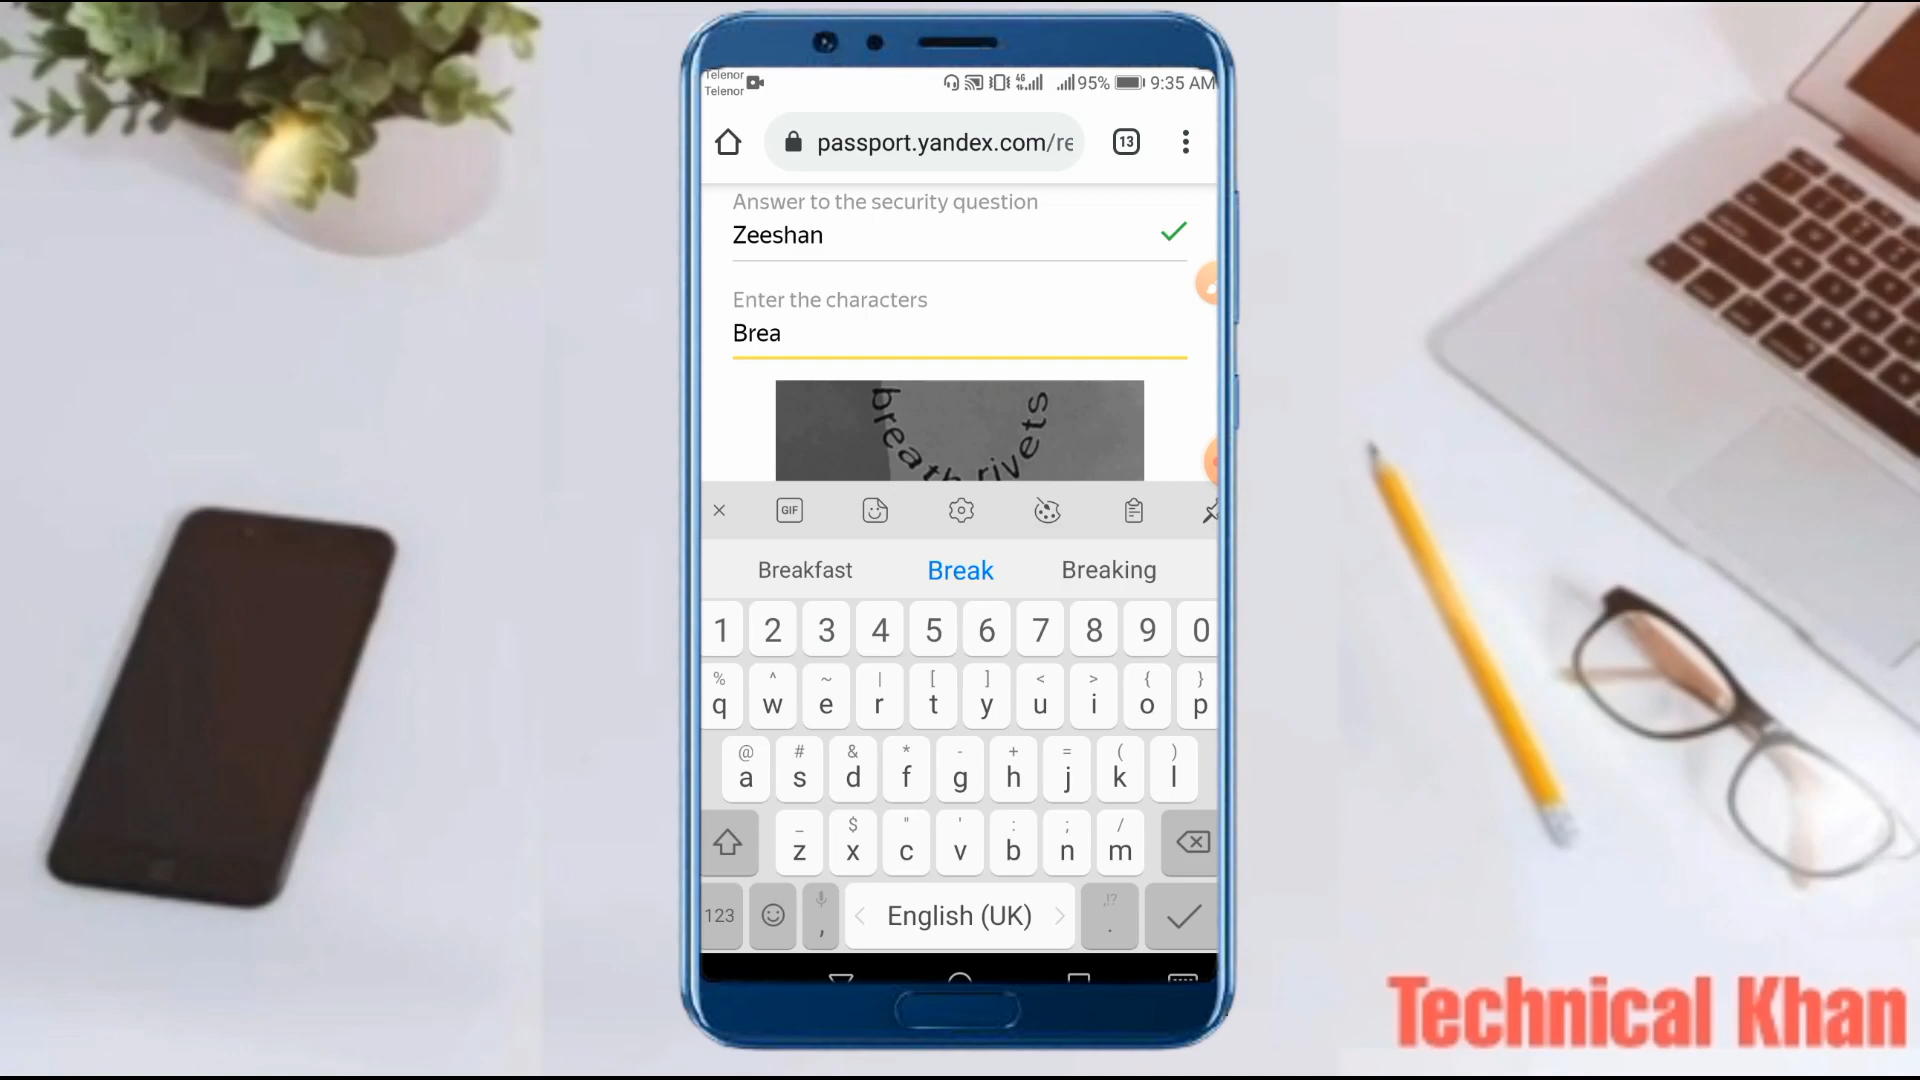 Telenor
Telenor
4G
95%
9:35 AM
passport.yandex.com/re
13
Answer to the security question
Zeeshan
Enter the characters
Brea
breath rivets
GIF
Breakfast Break Breaking
1 2 3 4 5 6 7 8 9 0
% ^ ~ | [ ] < > { }
q w e r t y u i o p
@ # & * - + = ( )
a s d f g h j k l
_ $ " ' : ; /
z x c v b n m
,!?
123 , < English (UK) > .
Technical Khan